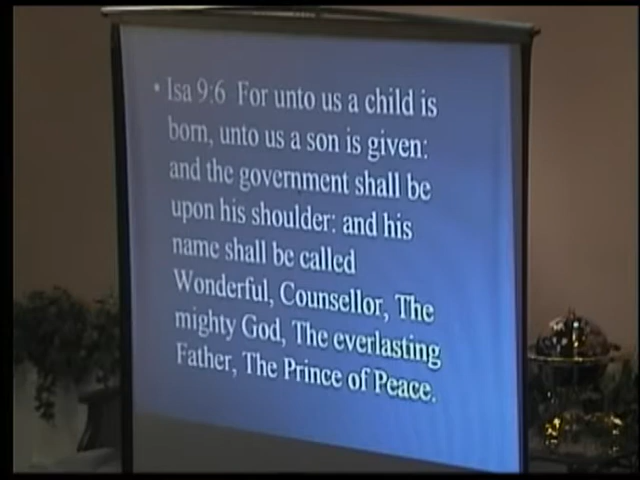 • Isa 9:6 For unto us a child is
born, unto us a son is given:
and the government shall be
upon his shoulder: and his
name shall be called
Wonderful, Counsellor, The
mighty God, The everlasting
Father, The Prince of Peace.